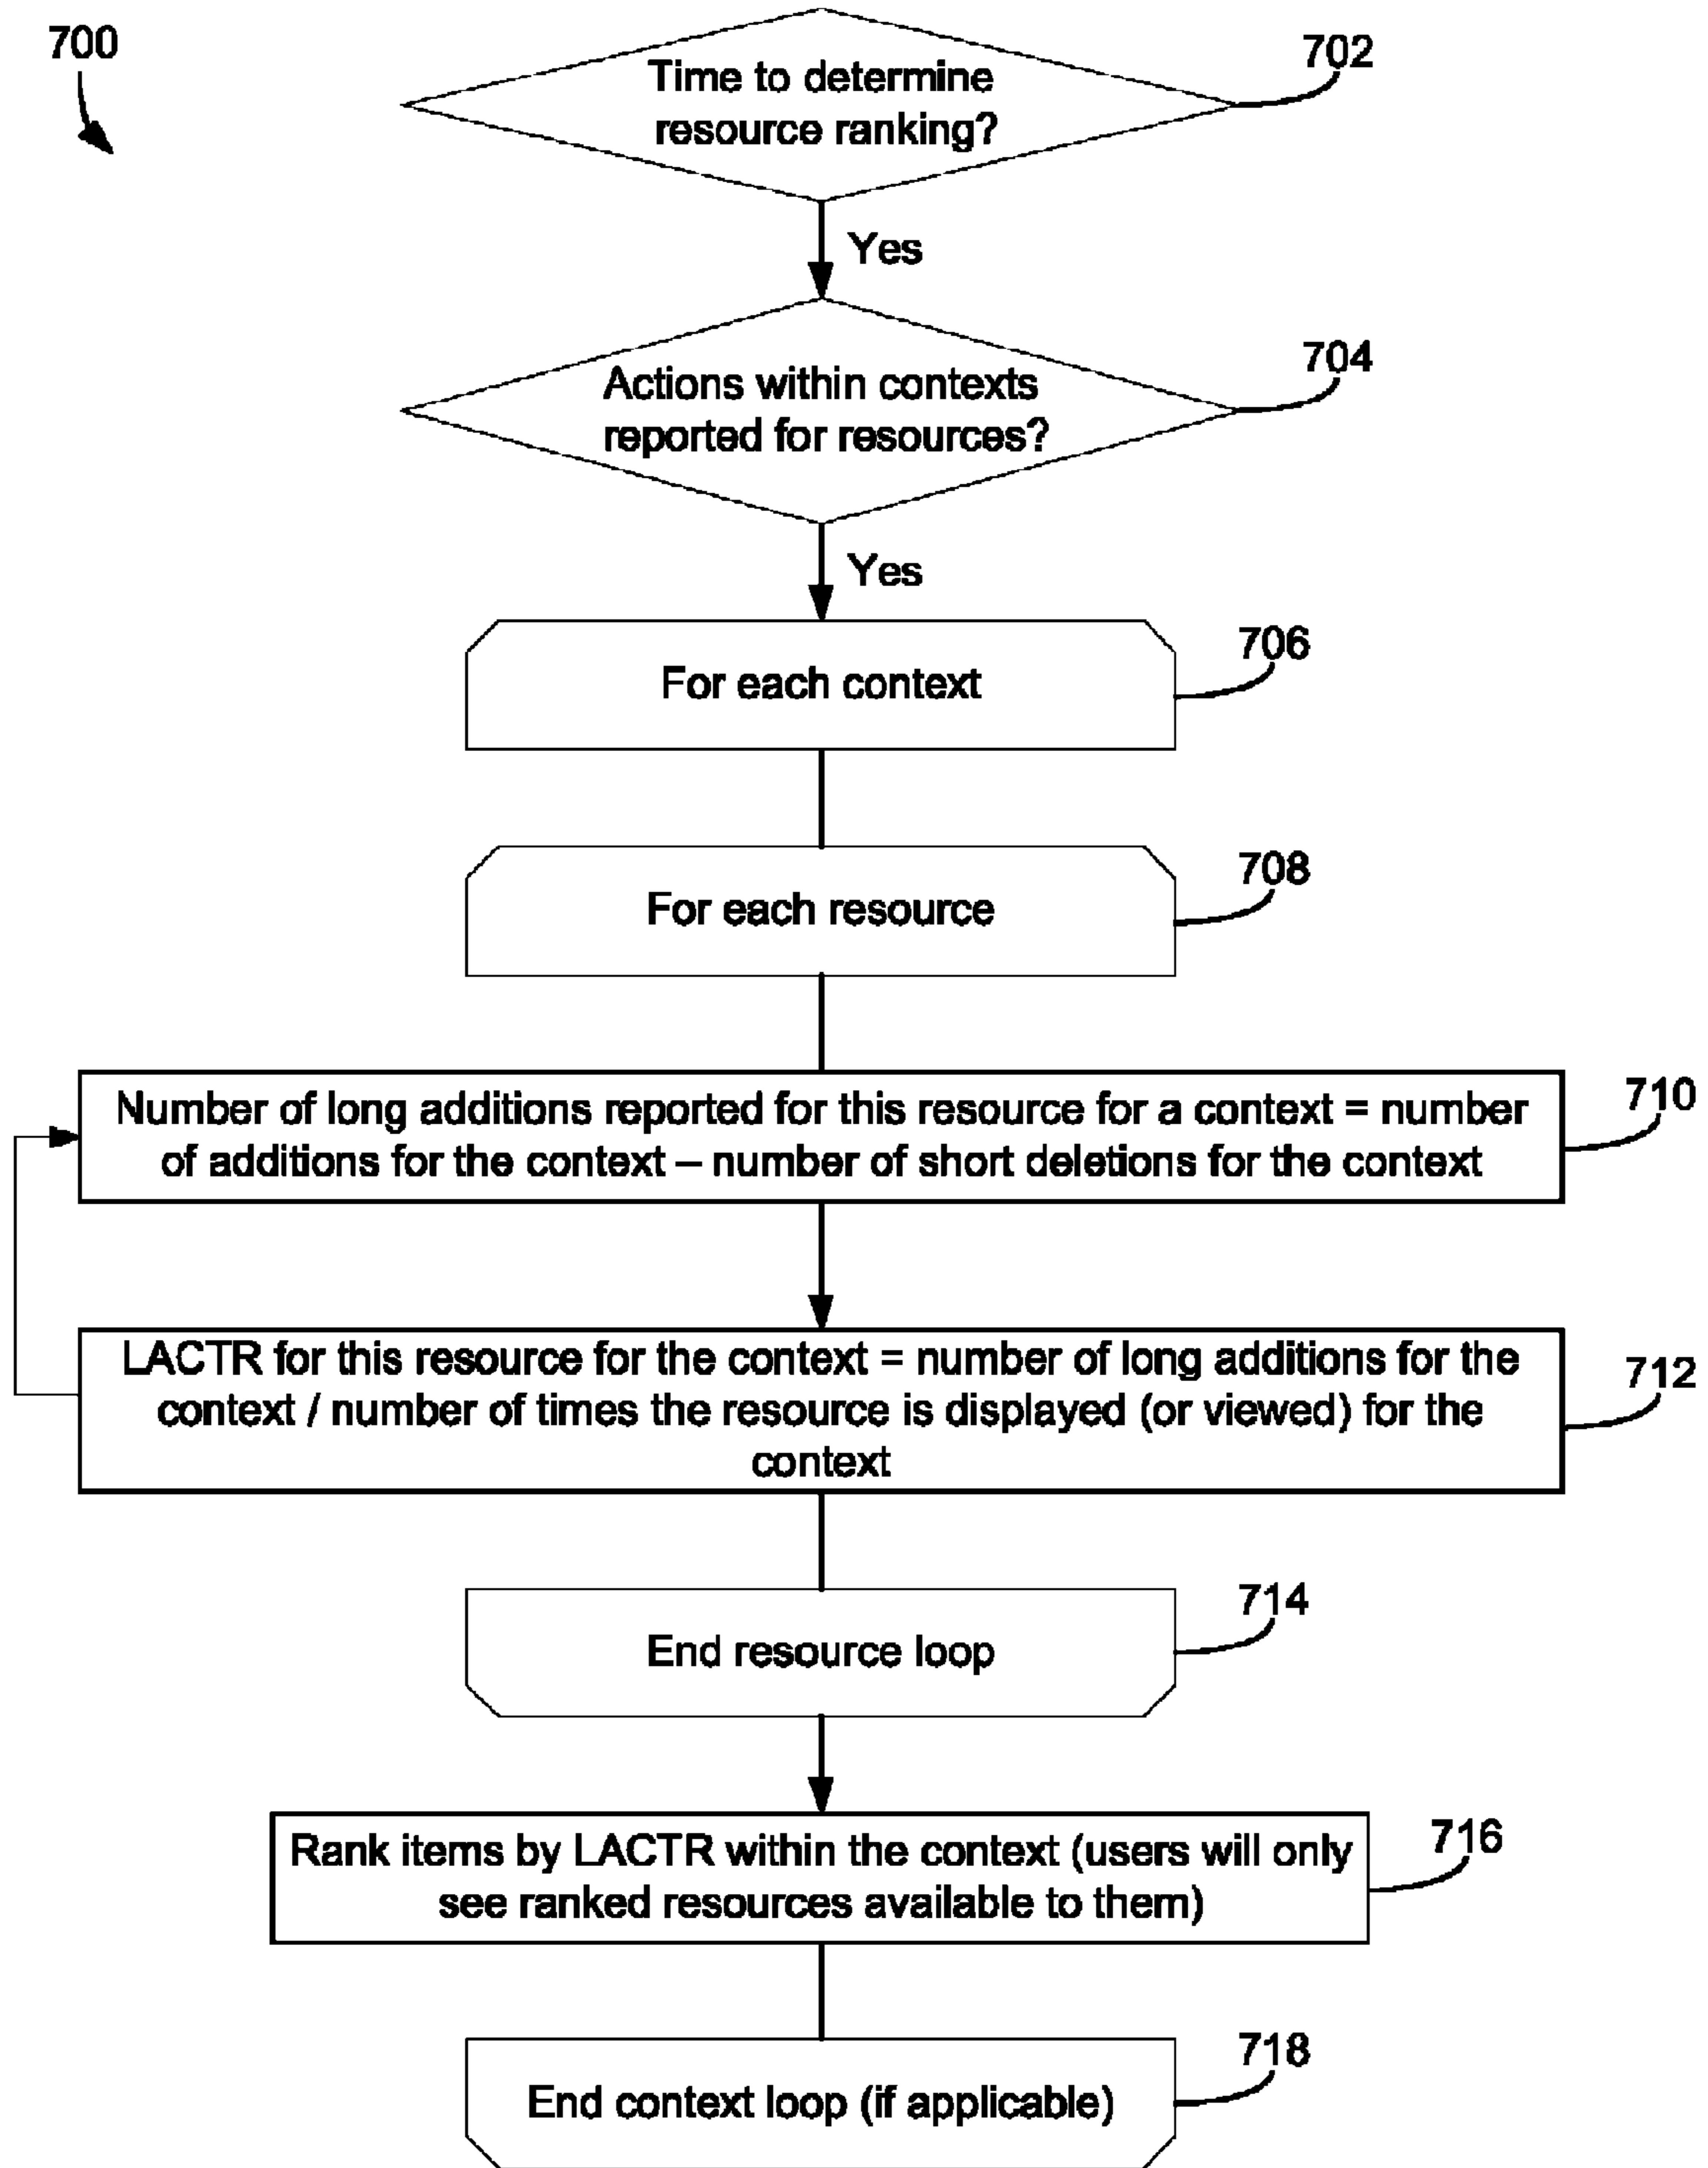 700
702
Time to determine
resource ranking?
Yes
704
Actions within contexts
reported for resources?
Yes
706
For each context
708
For each resource
710
Number of long additions reported for this resource for a context = number
of additions for the context – number of short deletions for the context
712
LACTR for this resource for the context = number of long additions for the
context / number of times the resource is displayed (or viewed) for the
context
714
End resource loop
716
Rank items by LACTR within the context (users will only
see ranked resources available to them)
718
End context loop (if applicable)